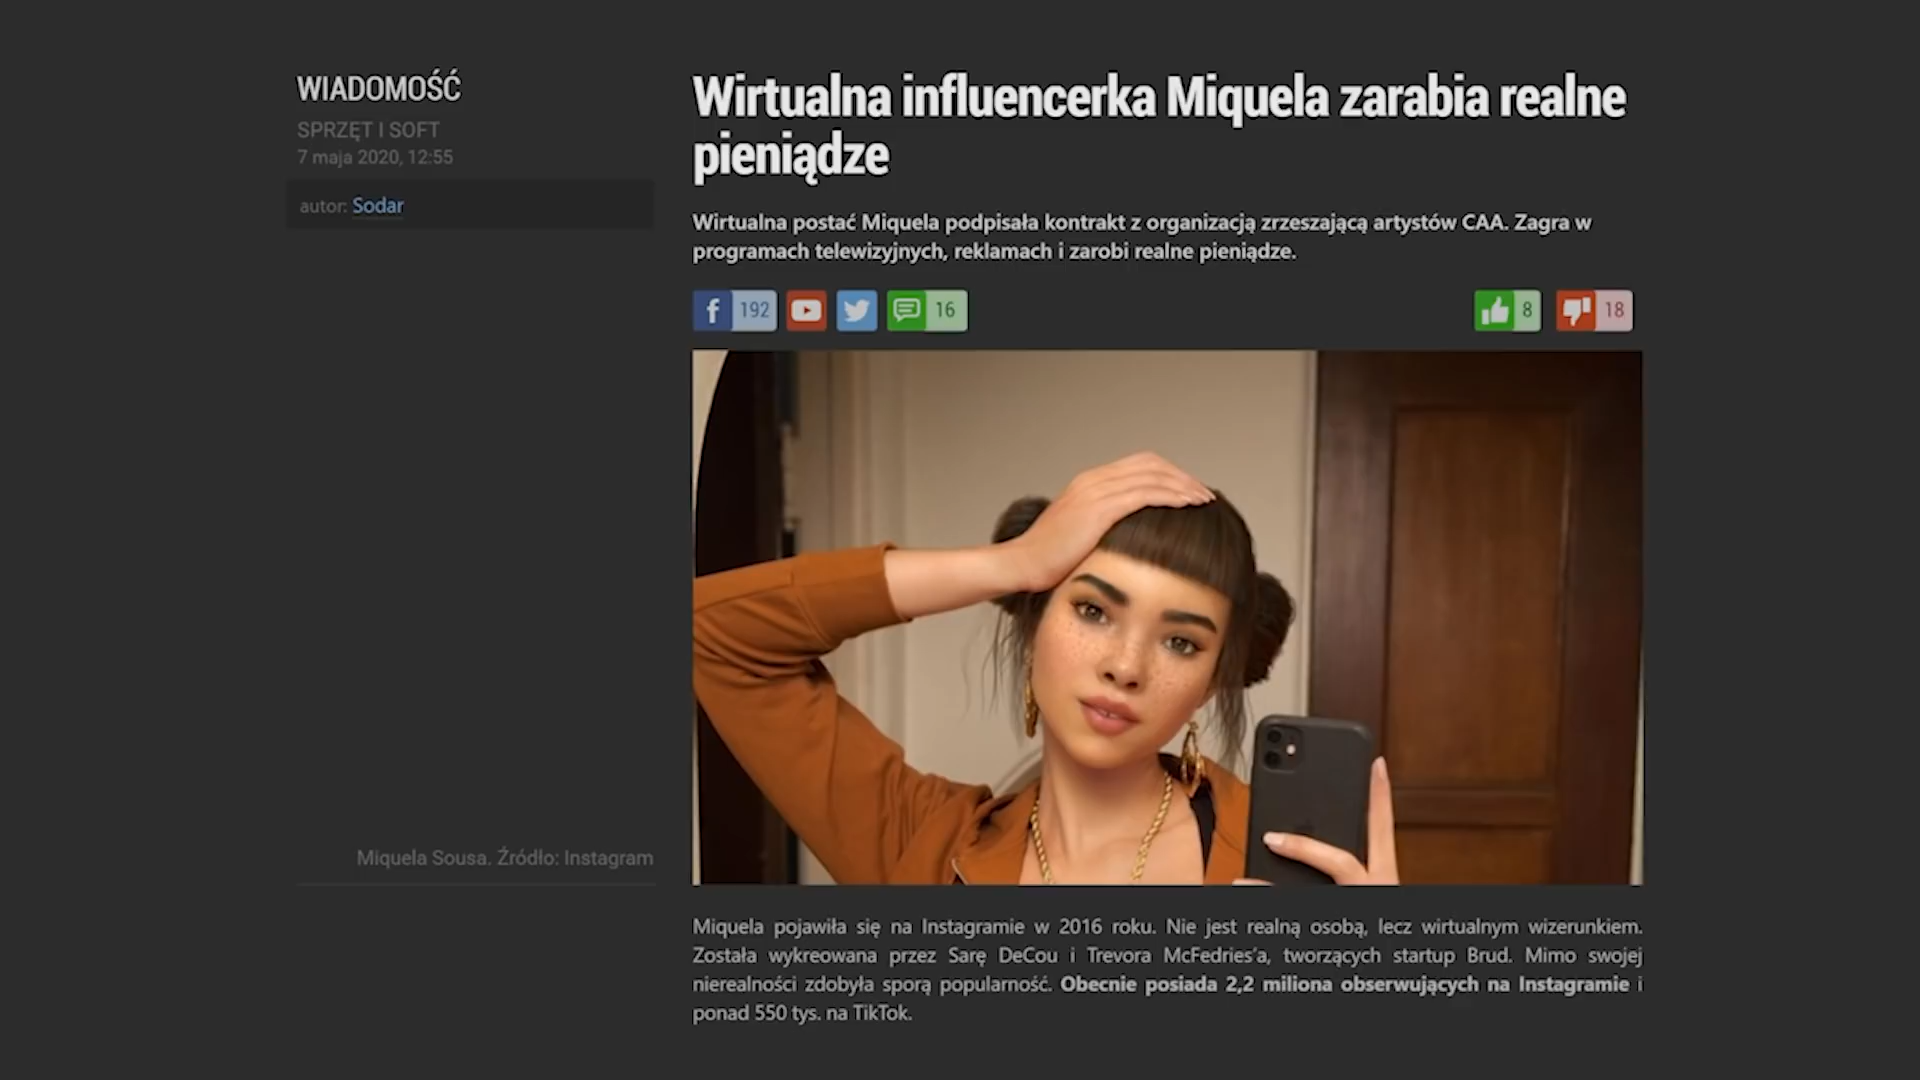 WIADOMOŚĆ
SPRZĘT I SOFT
7 maja 2020, 12:55
autor: Sodar
Wirtualna influencerka Miquela zarabia realne
pieniądze
Wirtualna postać Miquela podpisała kontrakt z organizacją zrzeszającą artystów CAA. Zagra w
programach telewizyjnych, reklamach i zarobi realne pieniądze.
f 192 16 8 18
Miquela Sousa. Źródło: Instagram
Miquela pojawiła się na Instagramie w 2016 roku. Nie jest realną osobą, lecz wirtualnym wizerunkiem.
Została wykreowana przez Sarę DeCou i Trevora McFedries'a, tworzących startup Brud. Mimo swojej
nierealności zdobyła sporą popularność. Obecnie posiada 2,2 miliona obserwujących na Instagramie i
ponad 550 tys. na TikTok.